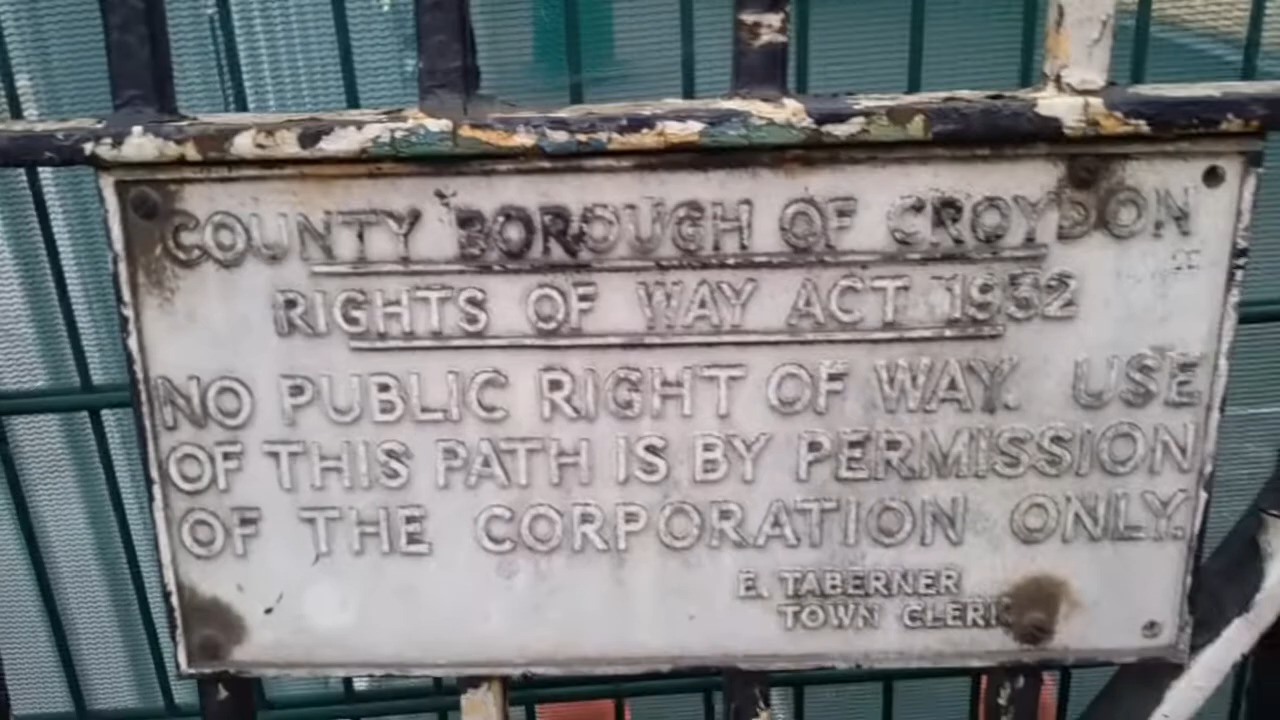 COUNTY BOROUGH OF CROYDON
RIGHTS OF WAY ACT 1932
NO PUBLIC RIGHT OF WAY. USE
OF THIS PATH IS BY PERMISSION
OF THE CORPORATION ONLY.
E. TABERNER
TOWN CLERK